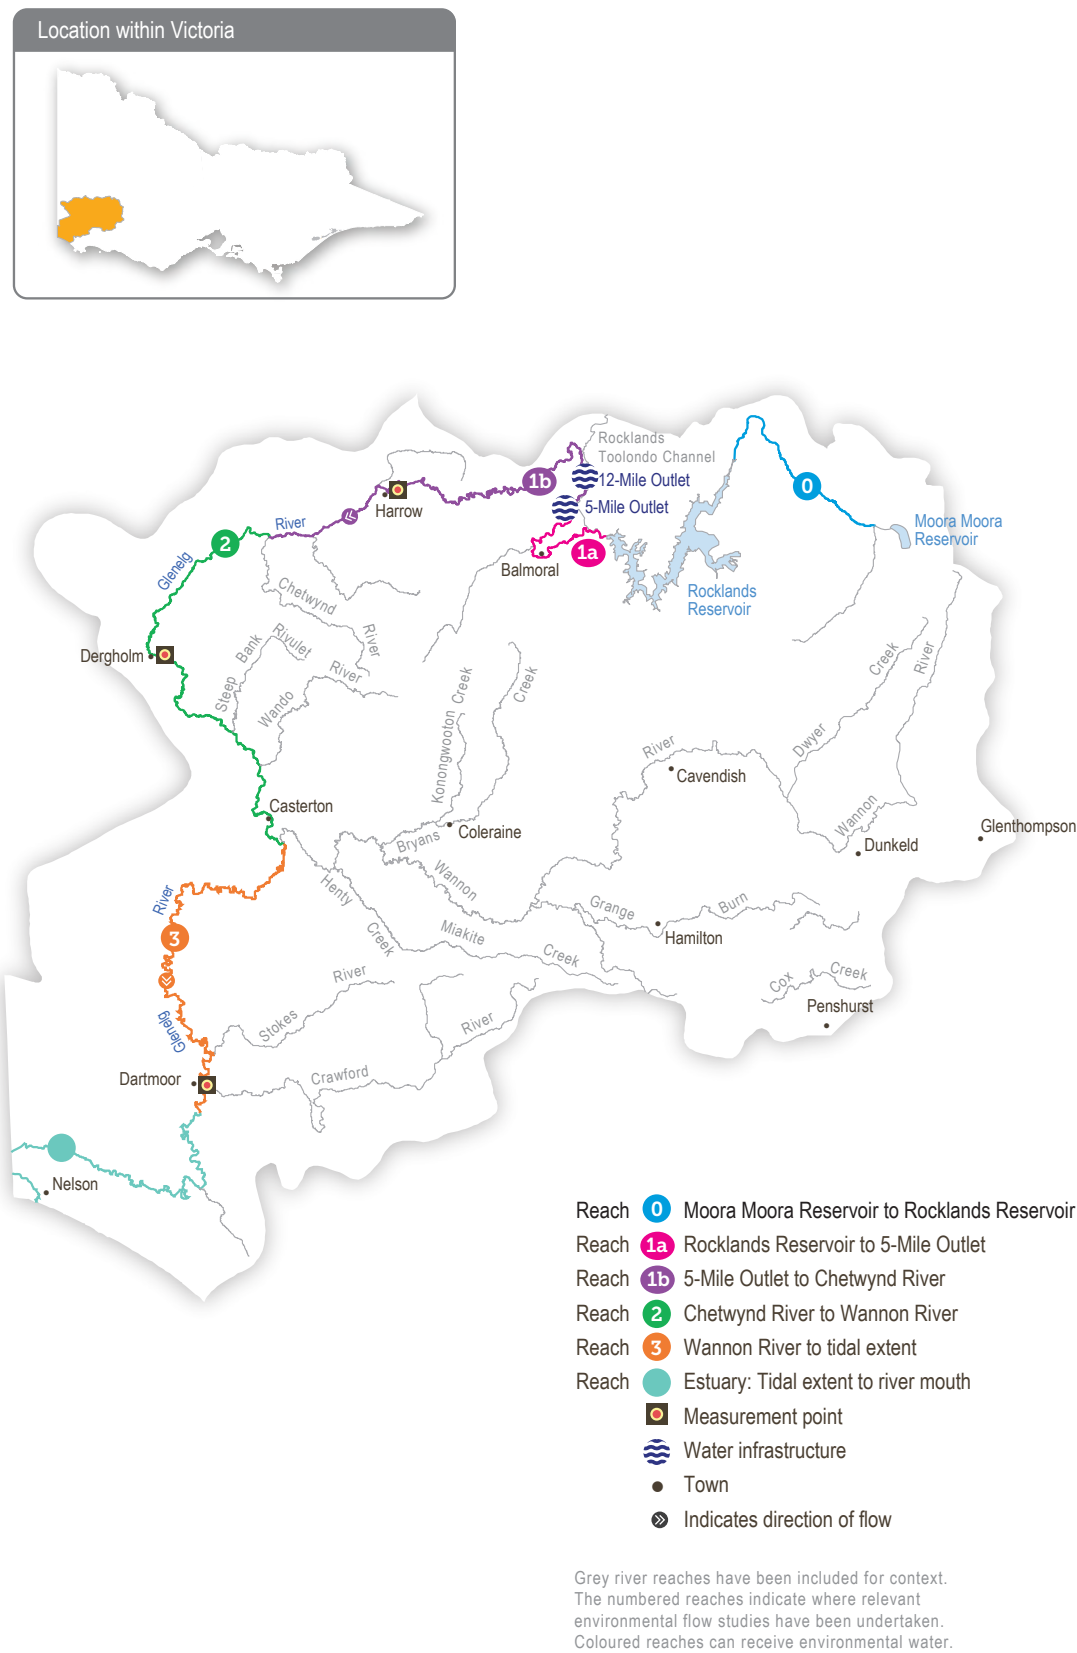 Location within Victoria
Rocklands
Toolondo Channel
1b
12-Mile Outlet
0
Harrow
5-Mile Outlet
River
Moora Moora
Reservoir
2
1a
Balmoral
Glenelg
Rocklands
Reservoir
Chetwynd
River
Dergholm
Steep
Bank
Rivulet
Wando
River
Konongwooton
Creek
Creek
Creek
River
Dwyer
River
Cavendish
Casterton
Bryans
Coleraine
Wannon
Dunkeld
Glenthompson
Wannon
Henty
Creek
River
3
Grange
Burn
Hamilton
Miakite
Creek
Cox
Creek
Penshurst
Glenelg
Stokes
River
Crawford
River
Dartmoor
Nelson
Reach 0 Moora Moora Reservoir to Rocklands Reservoir
Reach 1a Rocklands Reservoir to 5-Mile Outlet
Reach 1b 5-Mile Outlet to Chetwynd River
Reach 2 Chetwynd River to Wannon River
Reach 3 Wannon River to tidal extent
Reach Estuary: Tidal extent to river mouth
Measurement point
Water infrastructure
Town
Indicates direction of flow
Grey river reaches have been included for context.
The numbered reaches indicate where relevant
environmental flow studies have been undertaken.
Coloured reaches can receive environmental water.